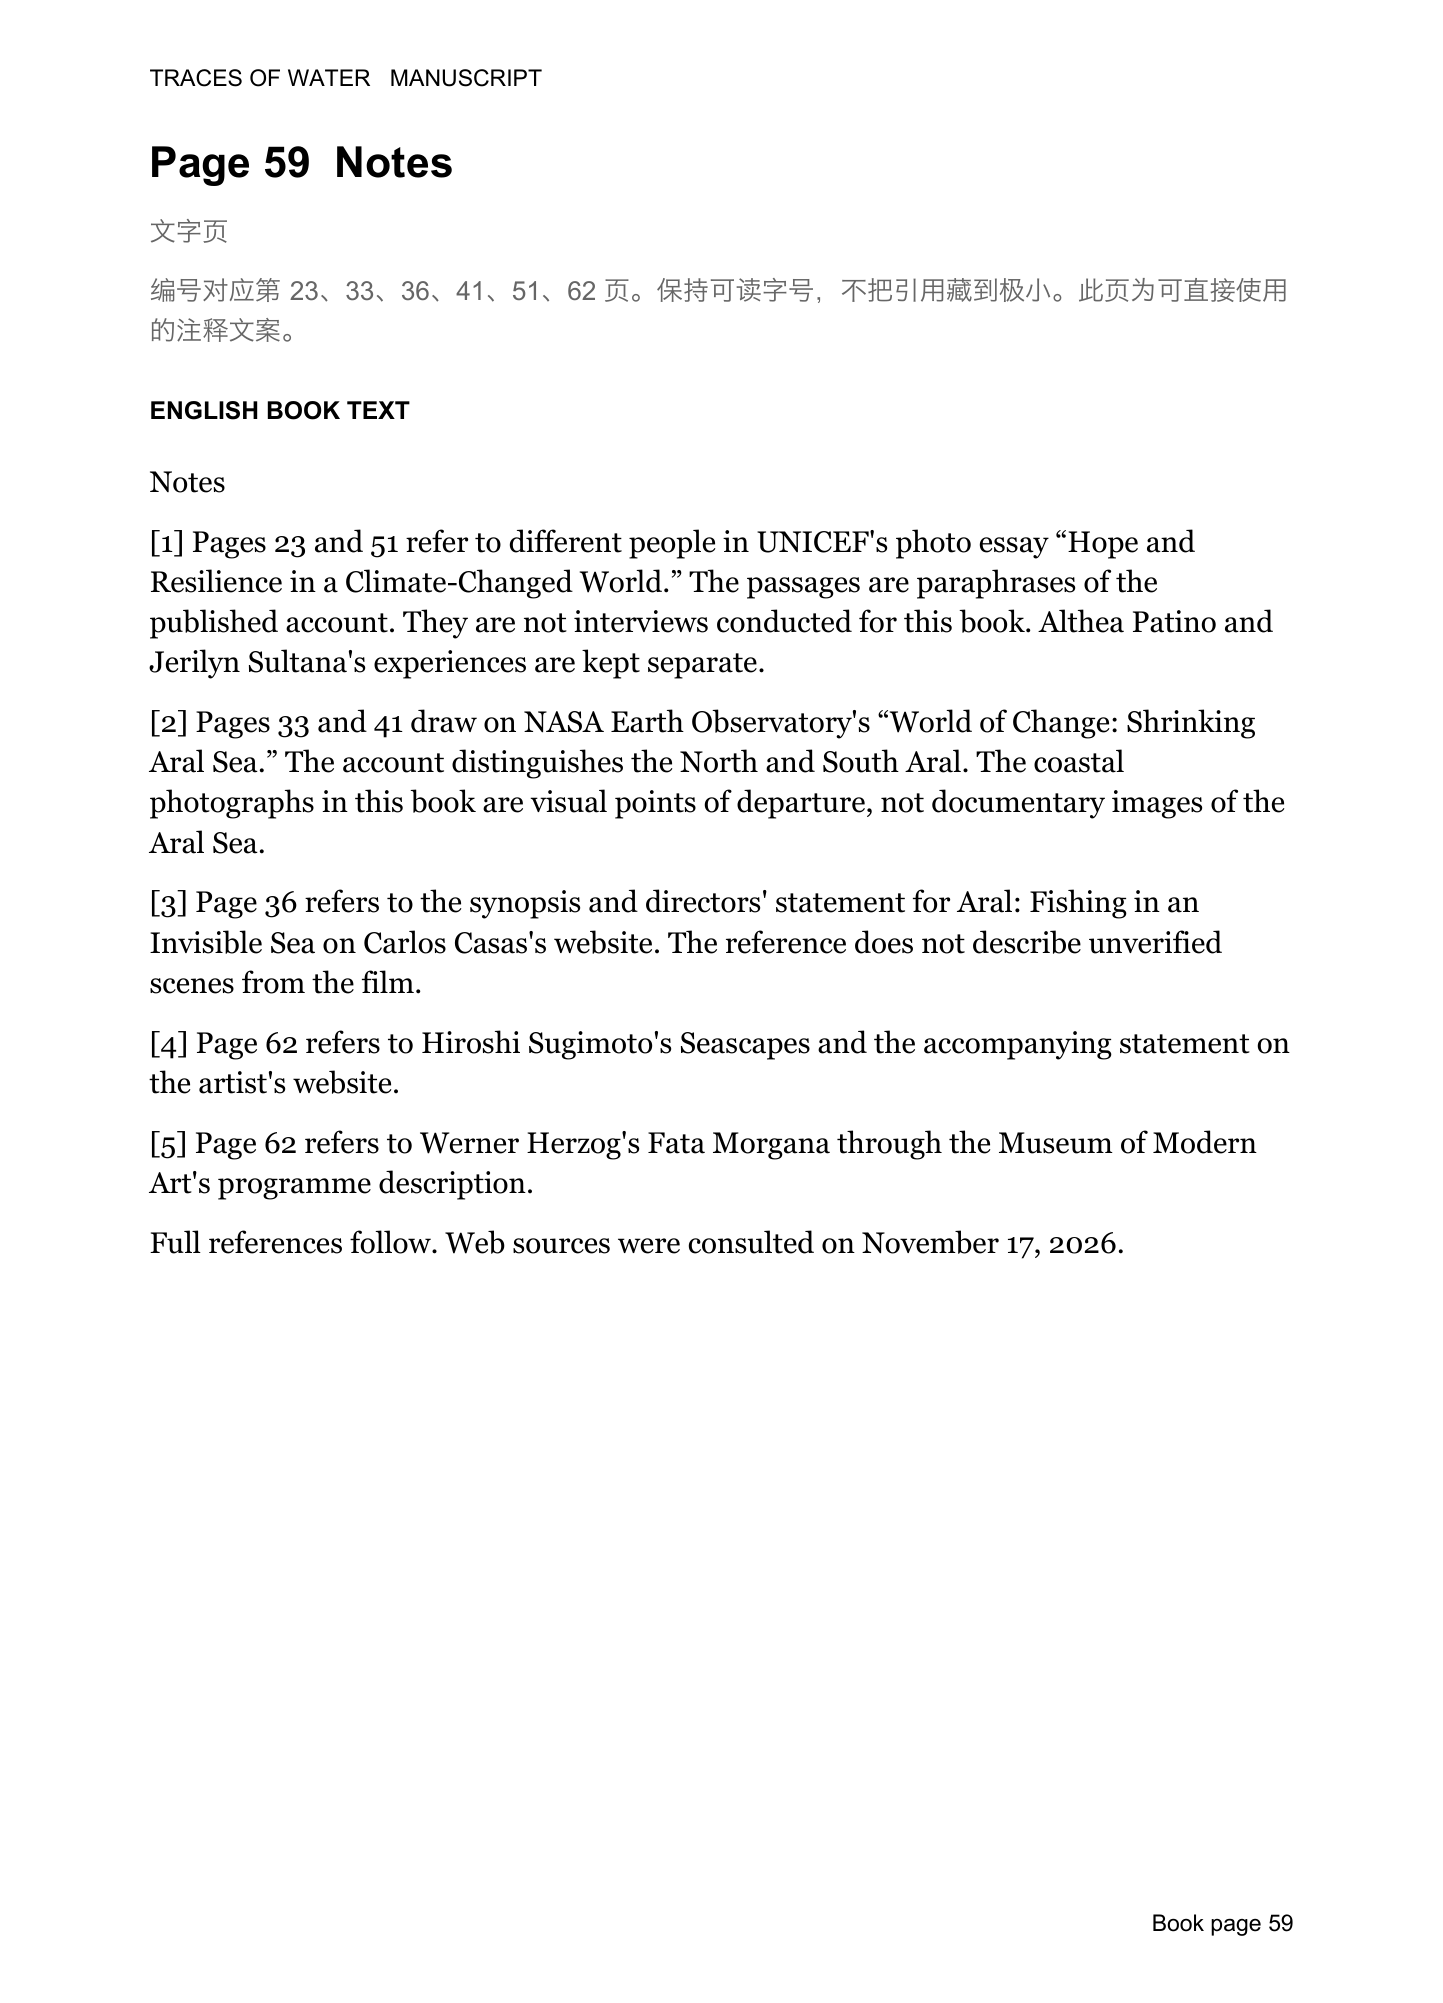 TRACES OF WATER MANUSCRIPT
Page 59 Notes
文字页
编号对应第 23、33、36、41、51、62 页。保持可读字号，不把引用藏到极小。此页为可直接使用
的注释文案。
ENGLISH BOOK TEXT
Notes
[1] Pages 23 and 51 refer to different people in UNICEF's photo essay “Hope and
Resilience in a Climate-Changed World.” The passages are paraphrases of the
published account. They are not interviews conducted for this book. Althea Patino and
Jerilyn Sultana's experiences are kept separate.
[2] Pages 33 and 41 draw on NASA Earth Observatory's “World of Change: Shrinking
Aral Sea.” The account distinguishes the North and South Aral. The coastal
photographs in this book are visual points of departure, not documentary images of the
Aral Sea.
[3] Page 36 refers to the synopsis and directors' statement for Aral: Fishing in an
Invisible Sea on Carlos Casas's website. The reference does not describe unverified
scenes from the film.
[4] Page 62 refers to Hiroshi Sugimoto's Seascapes and the accompanying statement on
the artist's website.
[5] Page 62 refers to Werner Herzog's Fata Morgana through the Museum of Modern
Art's programme description.
Full references follow. Web sources were consulted on November 17, 2026.
Book page 59